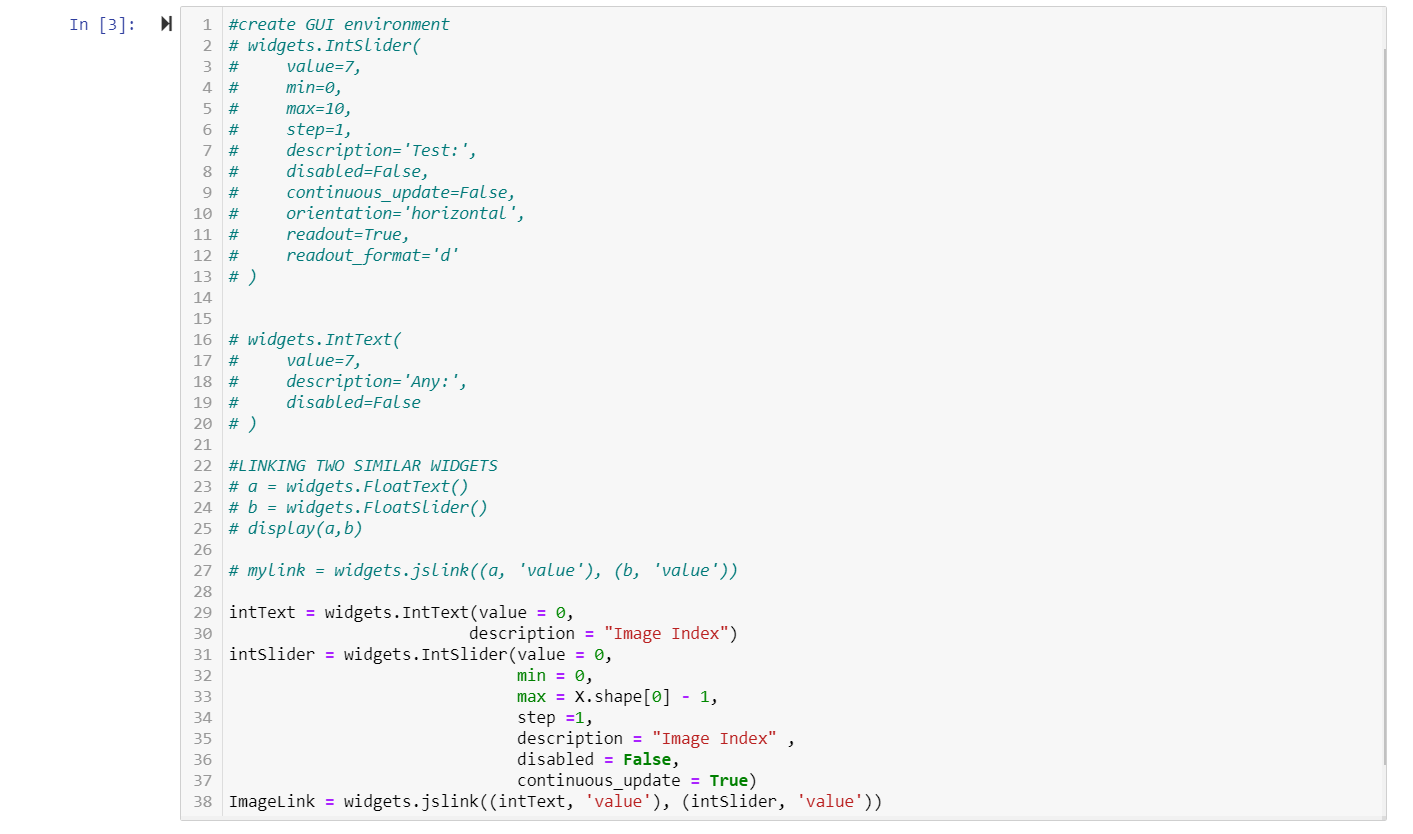 In [3]:
1 #create GUI environment
2 # widgets.IntSlider(
3 #     value=7,
4 #     min=0,
5 #     max=10,
6 #     step=1,
7 #     description='Test:',
8 #     disabled=False,
9 #     continuous_update=False,
10 #     orientation='horizontal',
11 #     readout=True,
12 #     readout_format='d'
13 # )
14
15
16 # widgets.IntText(
17 #     value=7,
18 #     description='Any:',
19 #     disabled=False
20 # )
21
22 #LINKING TWO SIMILAR WIDGETS
23 # a = widgets.FloatText()
24 # b = widgets.FloatSlider()
25 # display(a,b)
26
27 # mylink = widgets.jslink((a, 'value'), (b, 'value'))
28
29 intText = widgets.IntText(value = 0,
30                          description = "Image Index")
31 intSlider = widgets.IntSlider(value = 0,
32                               min = 0,
33                               max = X.shape[0] - 1,
34                               step =1,
35                               description = "Image Index" ,
36                               disabled = False,
37                               continuous_update = True)
38 ImageLink = widgets.jslink((intText, 'value'), (intSlider, 'value'))